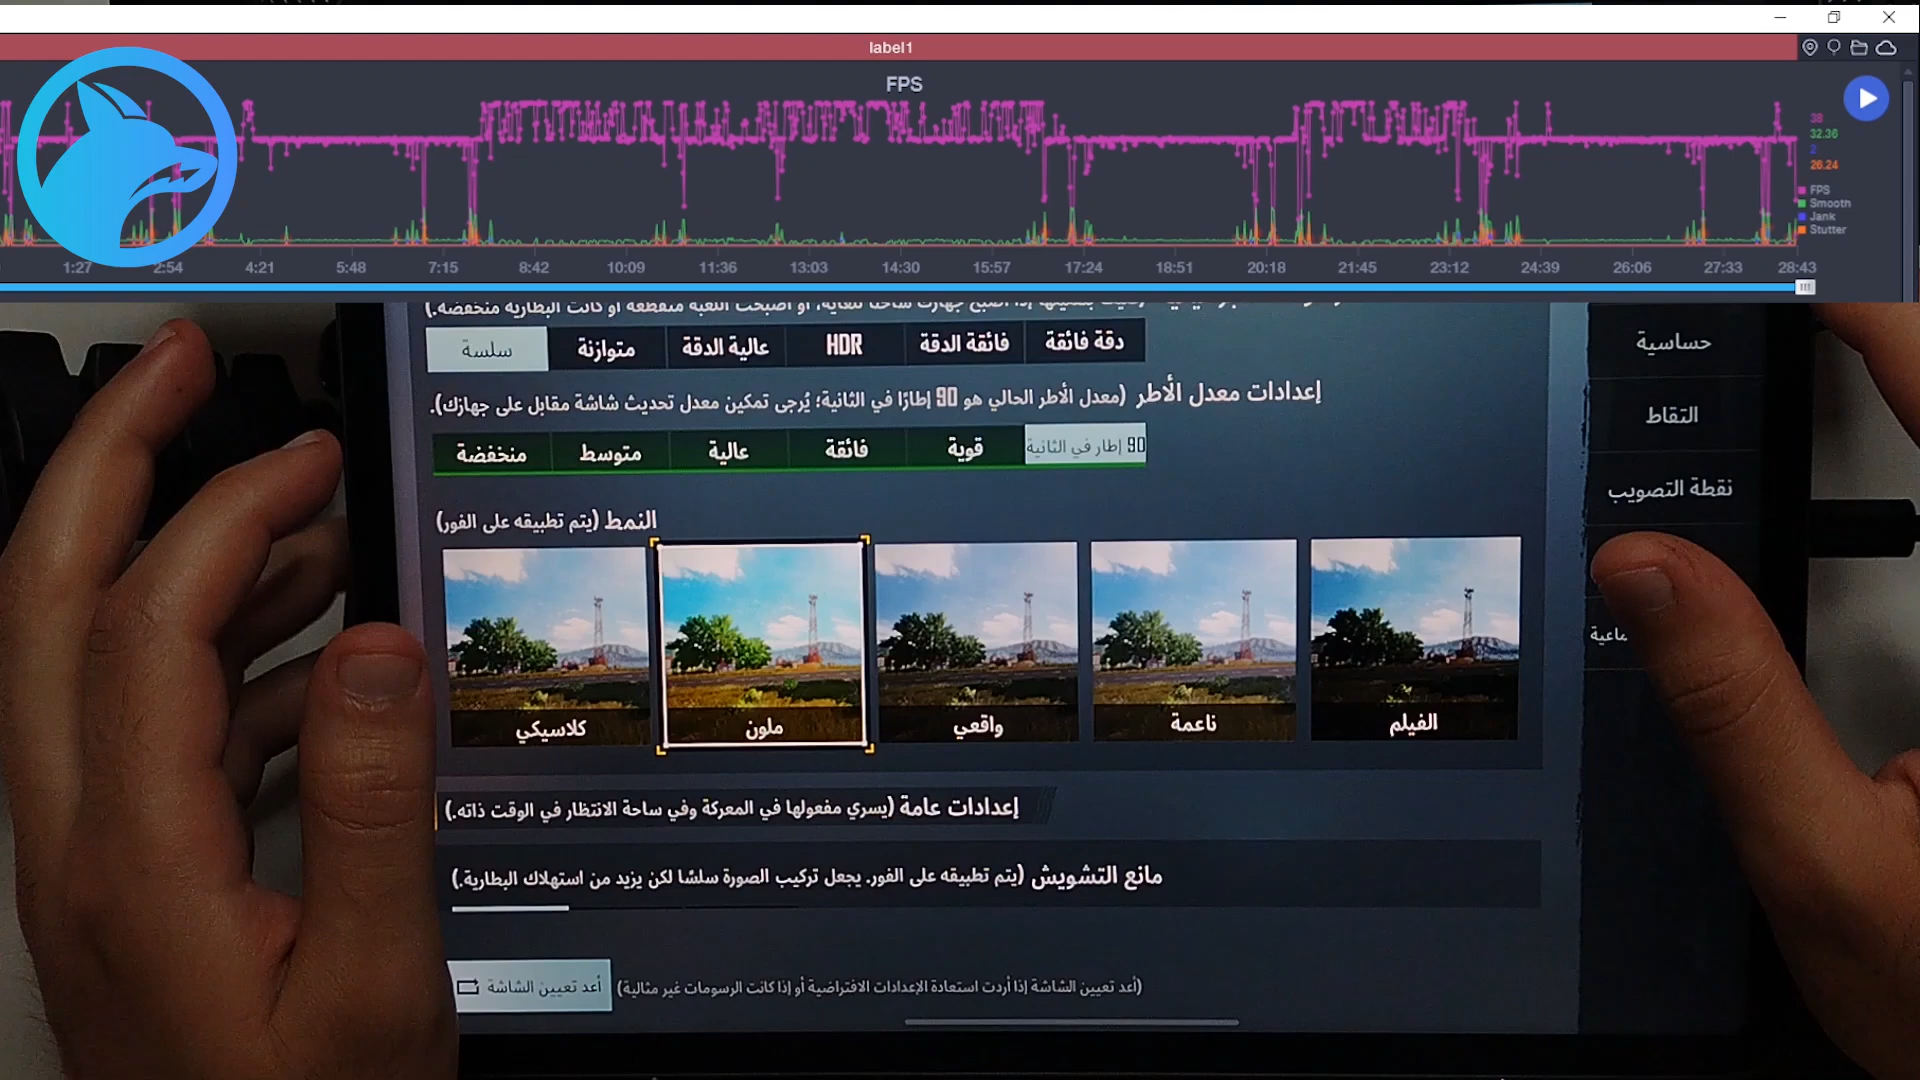 label1
FPS
38
32.36
2
26.24
FPS
Smooth
Jank
Stutter
1:27 2:54 4:21 5:48 7:15 8:42 10:09 11:36 13:03 14:30 15:57 17:24 18:51 20:18 21:45 23:12 24:39 26:06 27:33 28:43
سلسة متوازنة عالية الدقة HDR فائقة الدقة دقة فائقة
إعدادات معدل الأطر (معدل الأطر الحالي هو 90 إطارًا في الثانية؛ يُرجى تمكين معدل تحديث شاشة مقابل على جهازك).
منخفضة متوسط عالية فائقة قوية 90 إطار في الثانية
النمط (يتم تطبيقه على الفور)
كلاسيكي ملون واقعي ناعمة الفيلم
إعدادات عامة (يسري مفعولها في المعركة وفي ساحة الانتظار في الوقت ذاته.)
مانع التشويش (يتم تطبيقه على الفور. يجعل تركيب الصورة سلسًا لكن يزيد من استهلاك البطارية.)
أعد تعيين الشاشة (أعد تعيين الشاشة إذا أردت استعادة الإعدادات الافتراضية أو إذا كانت الرسومات غير مثالية)
حساسية
التقاط
نقطة التصويب